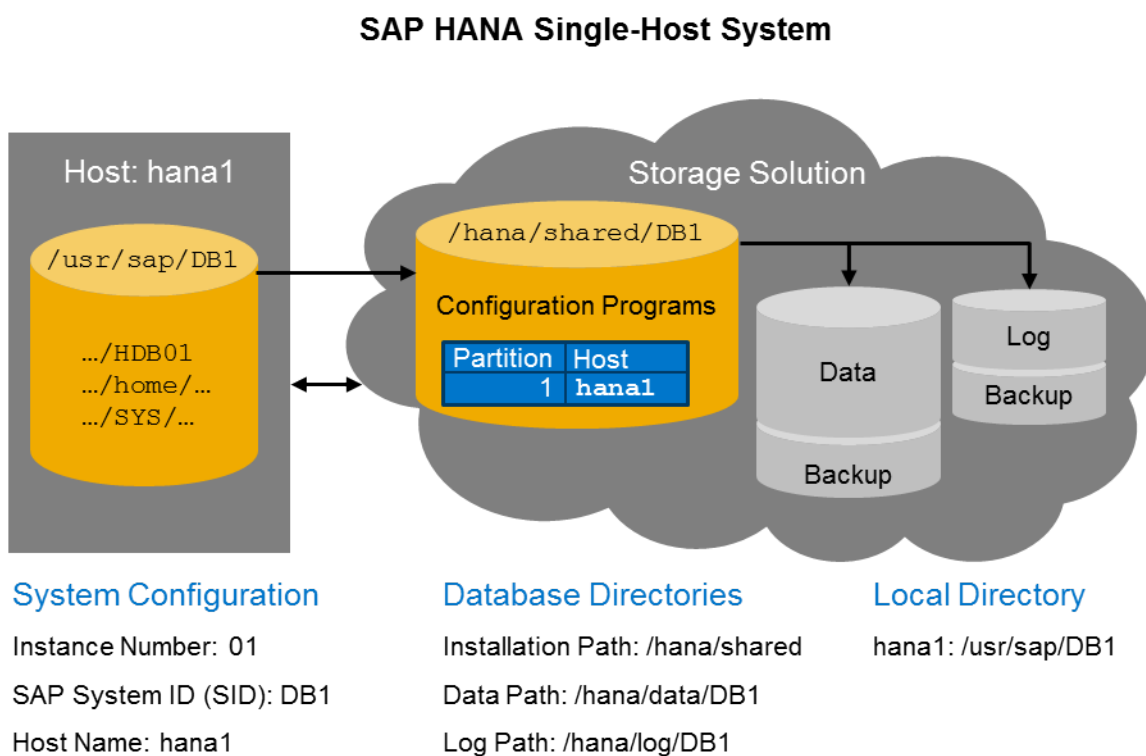 SAP HANA Single-Host System
Host: hana1
/usr/sap/DB1
…/HDB01
…/home/…
…/SYS/…
Storage Solution
/hana/shared/DB1
Configuration Programs
Partition Host
1 hana1
Data
Backup
Log
Backup
System Configuration
Instance Number: 01
SAP System ID (SID): DB1
Host Name: hana1
Database Directories
Installation Path: /hana/shared
Data Path: /hana/data/DB1
Log Path: /hana/log/DB1
Local Directory
hana1: /usr/sap/DB1